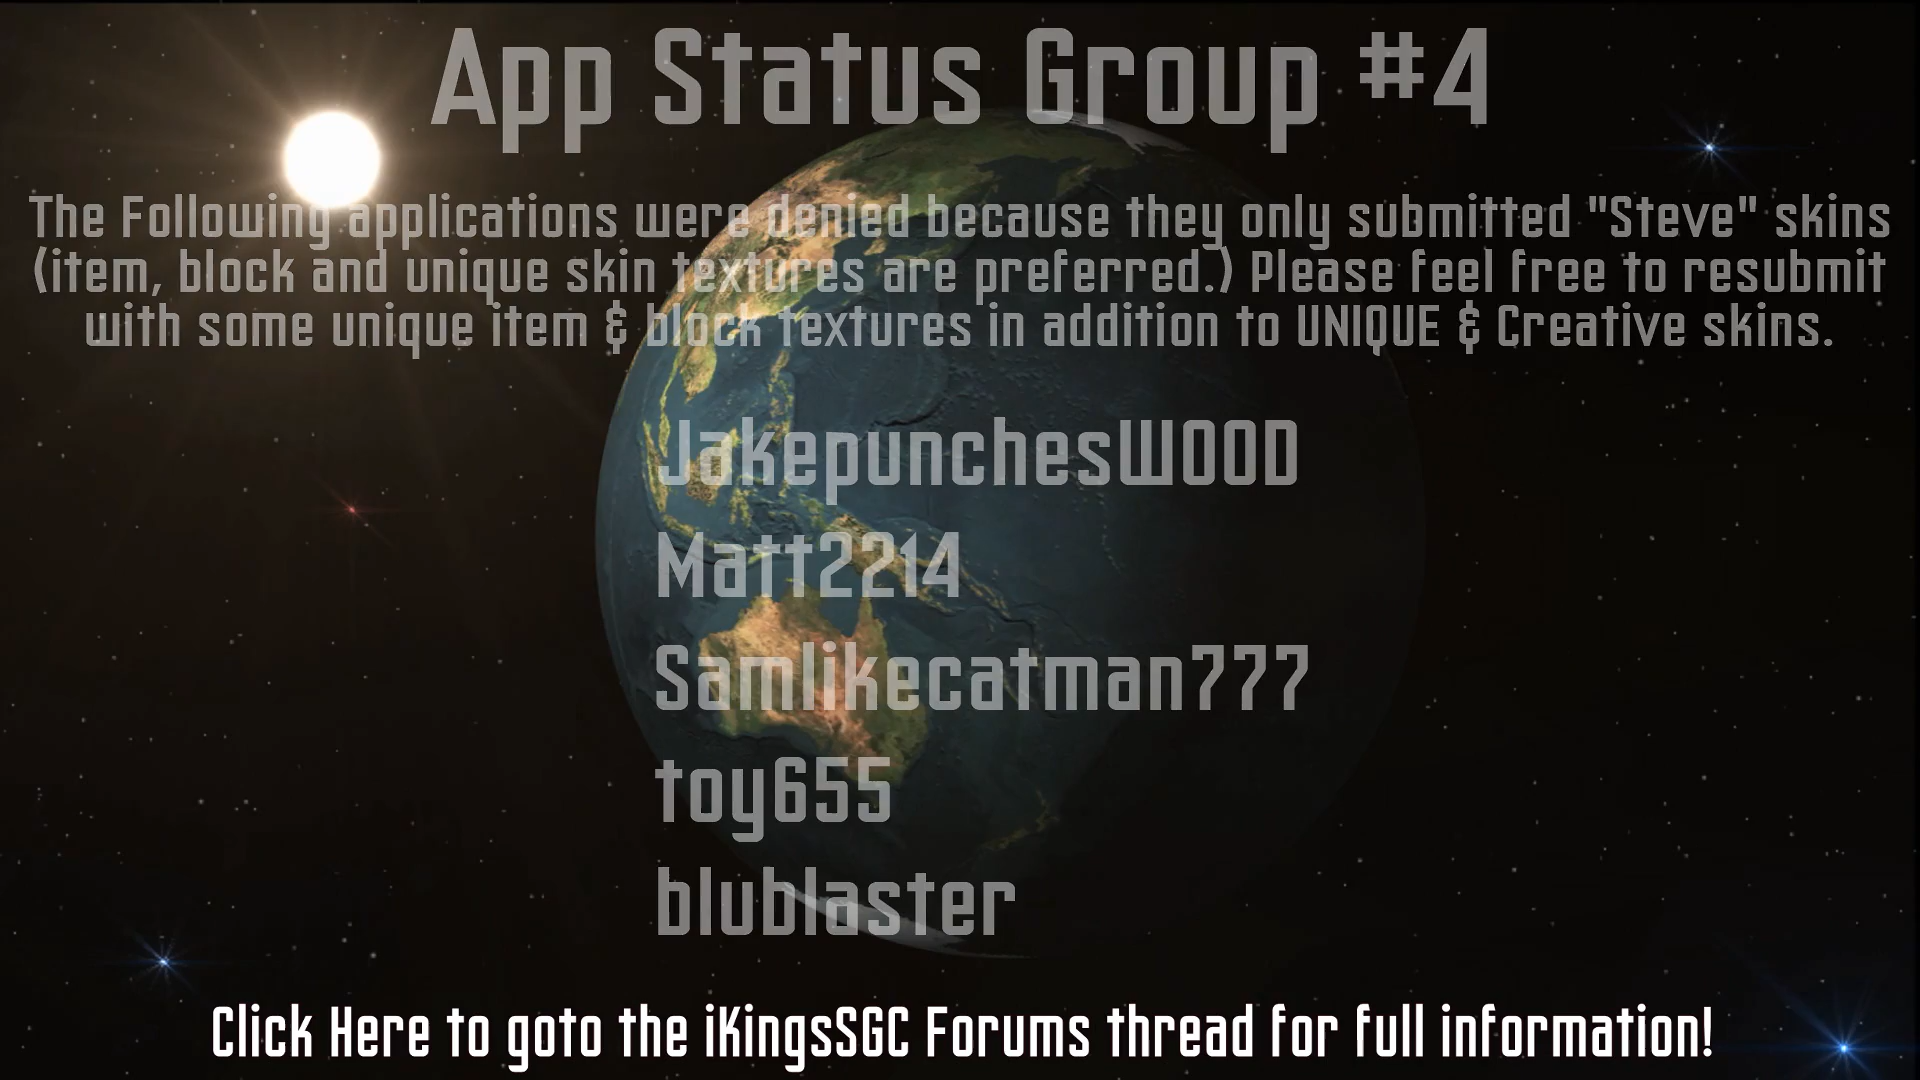 App Status Group #4
The Following applications were denied because they only submitted "Steve" skins
(item, block and unique skin textures are preferred.) Please feel free to resubmit
with some unique item & block textures in addition to UNIQUE & Creative skins.
JakepunchesWOOD
Matt2214
Samlikecatman777
toy655
blublaster
Click Here to goto the iKingsSGC Forums thread for full information!